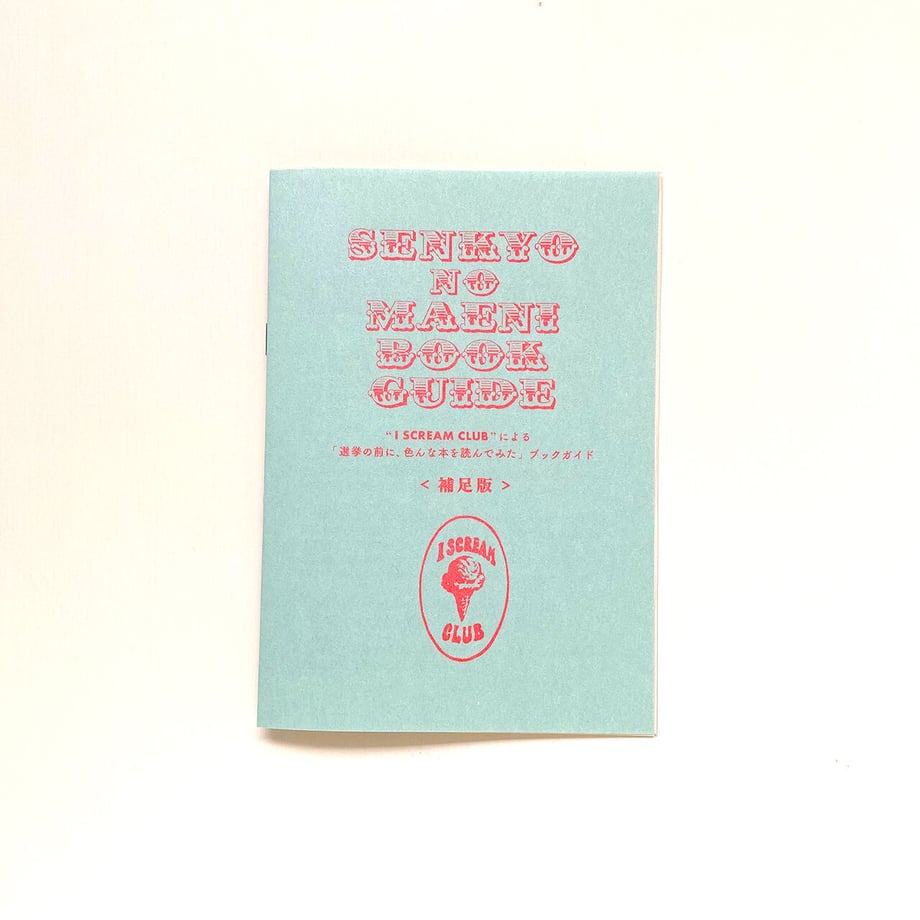 SENKYO
NO
MAENI
BOOK
GUIDE
“I SCREAM CLUB”による
「選挙の前に、色んな本を読んでみた」ブックガイド
< 補足版 >
I SCREAM
CLUB